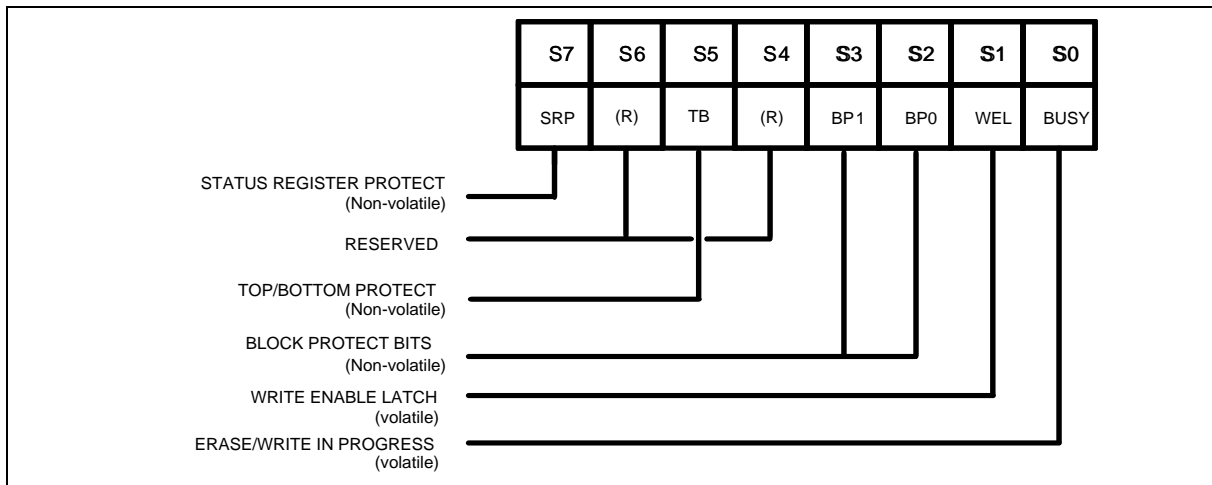 S7 S6 S5 S4 S3 S2 S1 S0
SRP (R) TB (R) BP1 BP0 WEL BUSY
STATUS REGISTER PROTECT
(Non-volatile)
RESERVED
TOP/BOTTOM PROTECT
(Non-volatile)
BLOCK PROTECT BITS
(Non-volatile)
WRITE ENABLE LATCH
(volatile)
ERASE/WRITE IN PROGRESS
(volatile)